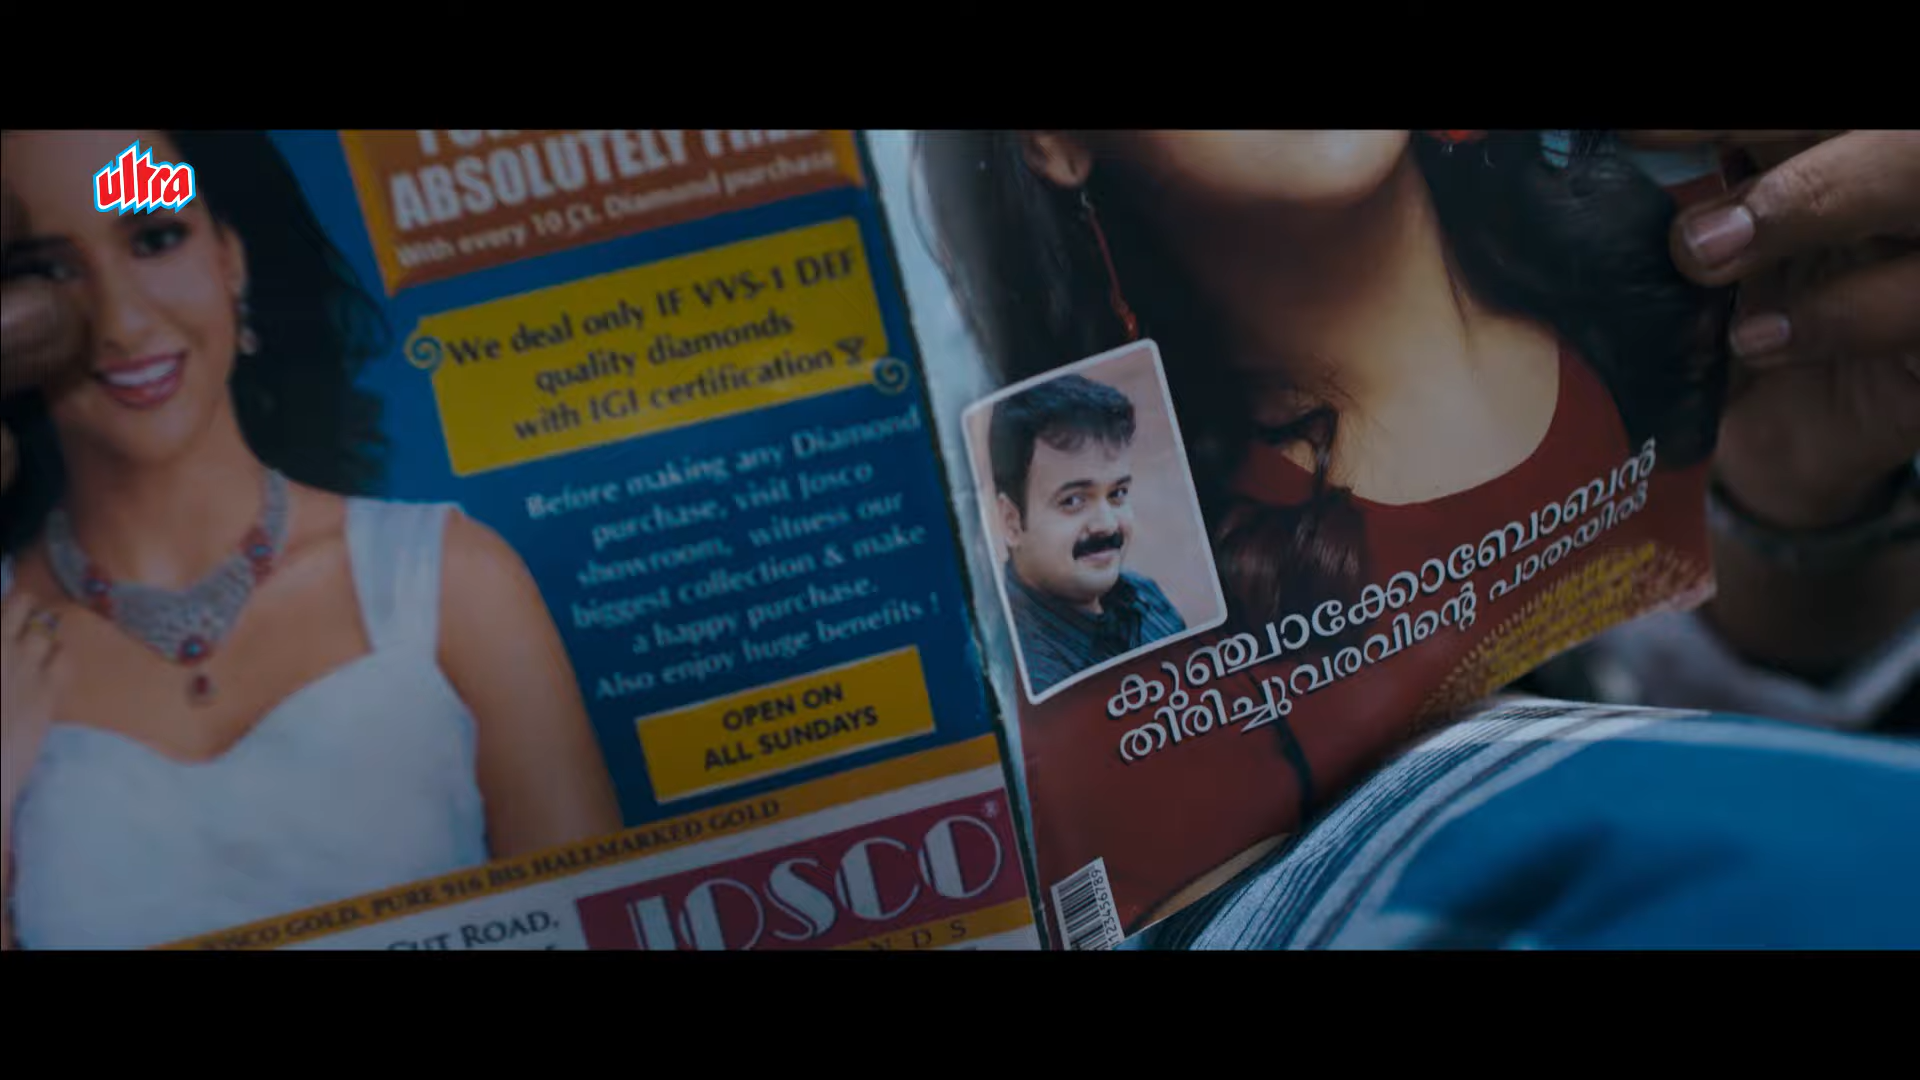 ultra
ABSOLUTELY
With every 10 Ct. Diamond purchase
We deal only IF VVS-1 DEF
quality diamonds
with IGI certification
Before making any Diamond
purchase, visit Josco
showroom, witness our
biggest collection & make
a happy purchase.
Also enjoy huge benefits !
OPEN ON
ALL SUNDAYS
JOSCO GOLD. PURE 916 BIS HALLMARKED GOLD
ROAD,
JOSCO®
N D S
കുഞ്ചാക്കോബോബൻ
തിരിച്ചുവരവിന്റെ പാതയിൽ
123456789